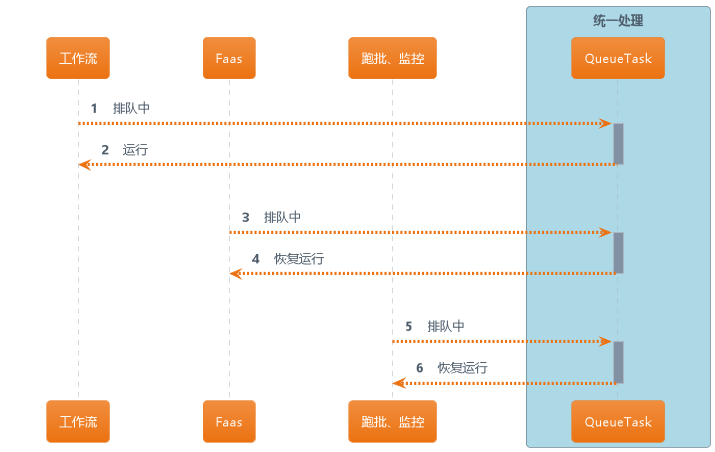 统一处理
工作流
Faas
跑批、监控
QueueTask
1 排队中
2 运行
3 排队中
4 恢复运行
5 排队中
6 恢复运行
工作流
Faas
跑批、监控
QueueTask